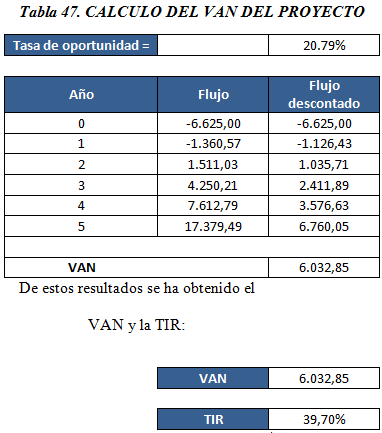 Tabla 47. CALCULO DEL VAN DEL PROYECTO
Tasa de oportunidad = 20.79%
Año Flujo Flujo descontado
0 -6.625,00 -6.625,00
1 -1.360,57 -1.126,43
2 1.511,03 1.035,71
3 4.250,21 2.411,89
4 7.612,79 3.576,63
5 17.379,49 6.760,05
VAN 6.032,85
De estos resultados se ha obtenido el
VAN y la TIR:
VAN 6.032,85
TIR 39,70%